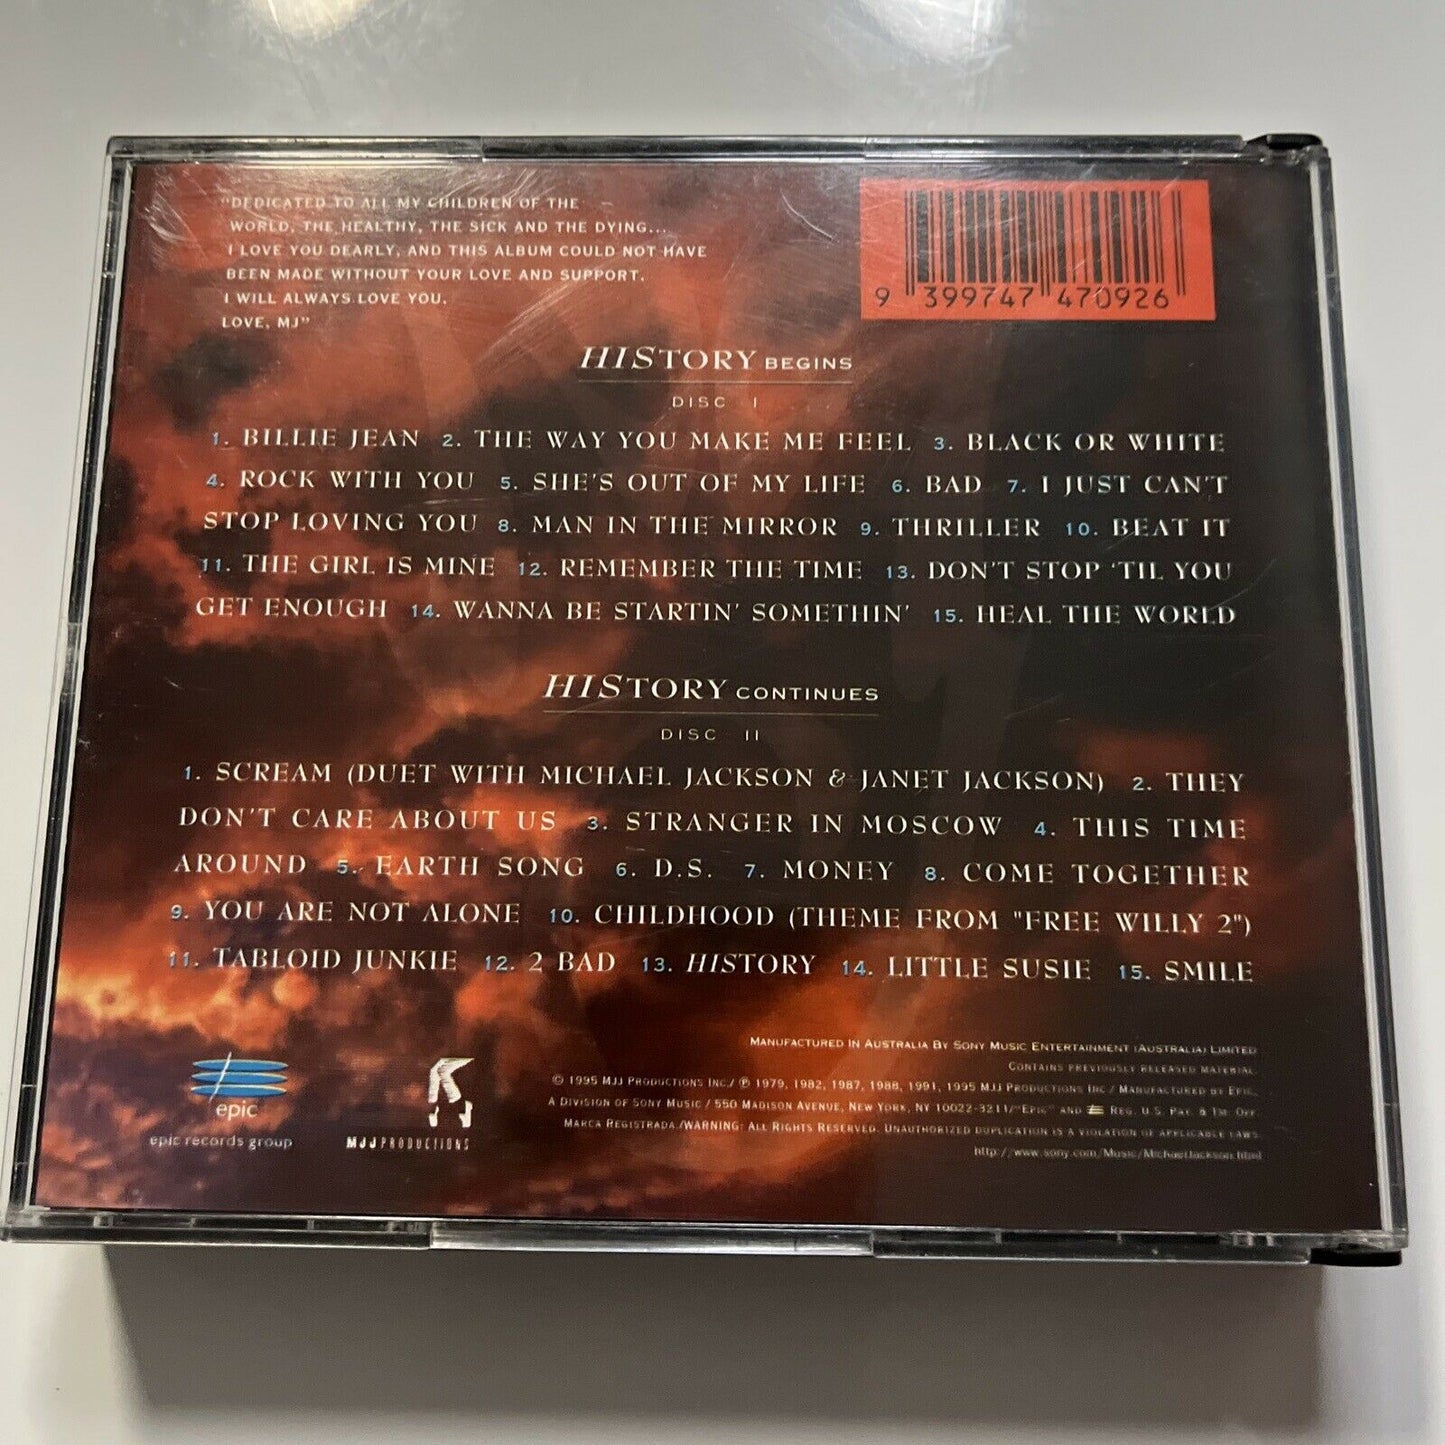 "DEDICATED TO ALL MY CHILDREN OF THE
WORLD, THE HEALTHY, THE SICK AND THE DYING...
I LOVE YOU DEARLY, AND THIS ALBUM COULD NOT HAVE
BEEN MADE WITHOUT YOUR LOVE AND SUPPORT.
I WILL ALWAYS LOVE YOU.
LOVE, MJ"
9 399747 470926
HISTORY BEGINS
DISC I
1. BILLIE JEAN 2. THE WAY YOU MAKE ME FEEL 3. BLACK OR WHITE
4. ROCK WITH YOU 5. SHE'S OUT OF MY LIFE 6. BAD 7. I JUST CAN'T
STOP LOVING YOU 8. MAN IN THE MIRROR 9. THRILLER 10. BEAT IT
11. THE GIRL IS MINE 12. REMEMBER THE TIME 13. DON'T STOP 'TIL YOU
GET ENOUGH 14. WANNA BE STARTIN' SOMETHIN' 15. HEAL THE WORLD
HISTORY CONTINUES
DISC II
1. SCREAM (DUET WITH MICHAEL JACKSON & JANET JACKSON) 2. THEY
DON'T CARE ABOUT US 3. STRANGER IN MOSCOW 4. THIS TIME
AROUND 5. EARTH SONG 6. D.S. 7. MONEY 8. COME TOGETHER
9. YOU ARE NOT ALONE 10. CHILDHOOD (THEME FROM "FREE WILLY 2")
11. TABLOID JUNKIE 12. 2 BAD 13. HISTORY 14. LITTLE SUSIE 15. SMILE
epic
epic records group
MJJ PRODUCTIONS
MANUFACTURED IN AUSTRALIA BY SONY MUSIC ENTERTAINMENT (AUSTRALIA) LIMITED
CONTAINS PREVIOUSLY RELEASED MATERIAL.
© 1995 MJJ PRODUCTIONS INC./ ℗ 1979, 1982, 1987, 1988, 1991, 1995 MJJ PRODUCTIONS INC / MANUFACTURED BY EPIC,
A DIVISION OF SONY MUSIC / 550 MADISON AVENUE, NEW YORK, NY 10022-3211/"EPIC" AND REG. U.S. PAT. & TM. OFF.
MARCA REGISTRADA./WARNING: ALL RIGHTS RESERVED. UNAUTHORIZED DUPLICATION IS A VIOLATION OF APPLICABLE LAWS.
http://www.sony.com/Music/MichaelJackson.html